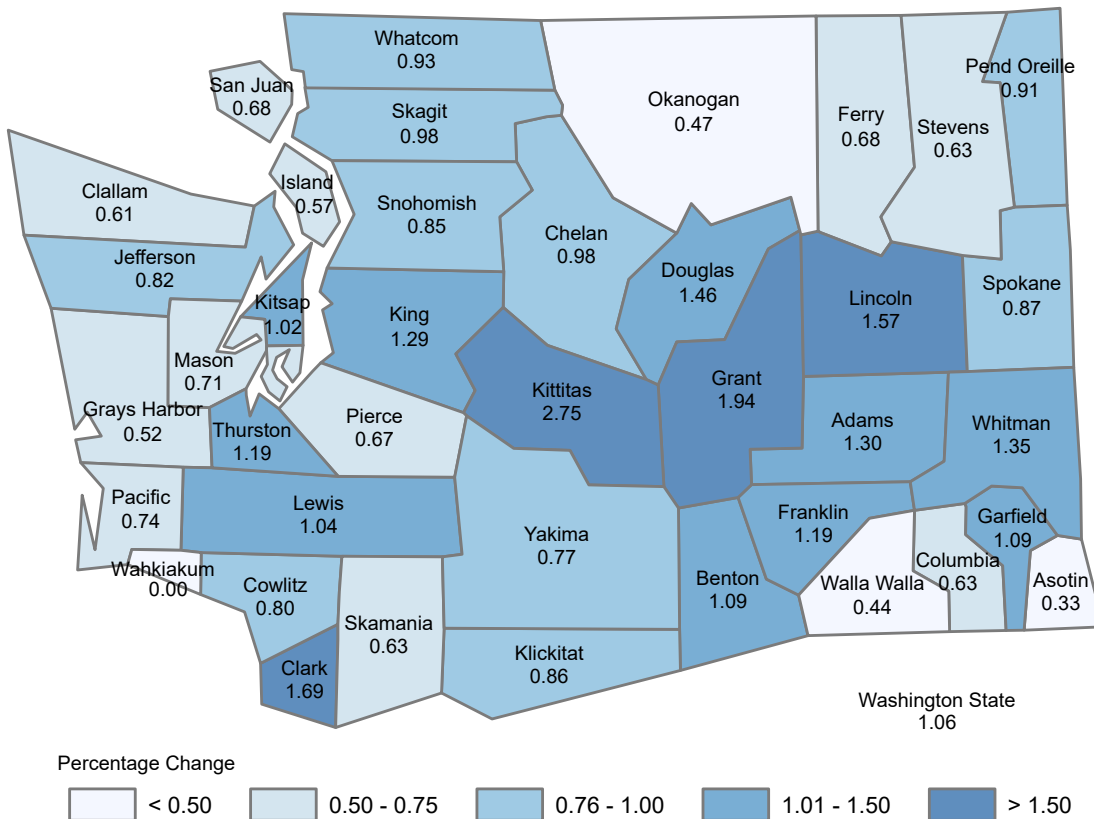 Whatcom
0.93
San Juan
0.68
Skagit
0.98
Okanogan
0.47
Ferry
0.68
Stevens
0.63
Pend Oreille
0.91
Clallam
0.61
Island
0.57
Snohomish
0.85
Chelan
0.98
Jefferson
0.82
Kitsap
1.02
King
1.29
Douglas
1.46
Lincoln
1.57
Spokane
0.87
Mason
0.71
Kittitas
2.75
Grant
1.94
Grays Harbor
0.52
Thurston
1.19
Pierce
0.67
Adams
1.30
Whitman
1.35
Pacific
0.74
Lewis
1.04
Yakima
0.77
Franklin
1.19
Garfield
1.09
Wahkiakum
0.00
Cowlitz
0.80
Benton
1.09
Walla Walla
0.44
Columbia
0.63
Asotin
0.33
Skamania
0.63
Clark
1.69
Klickitat
0.86
Washington State
1.06
Percentage Change
< 0.50
0.50 - 0.75
0.76 - 1.00
1.01 - 1.50
> 1.50